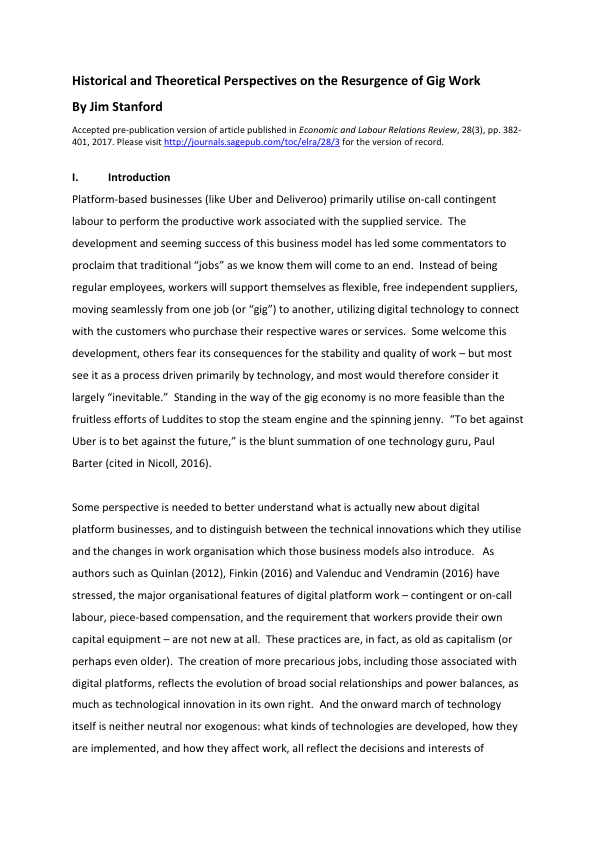 Historical and Theoretical Perspectives on the Resurgence of Gig Work
By Jim Stanford
Accepted pre-publication version of article published in Economic and Labour Relations Review, 28(3), pp. 382-
401, 2017. Please visit http://journals.sagepub.com/toc/elra/28/3 for the version of record.
I. Introduction
Platform-based businesses (like Uber and Deliveroo) primarily utilise on-call contingent
labour to perform the productive work associated with the supplied service. The
development and seeming success of this business model has led some commentators to
proclaim that traditional “jobs” as we know them will come to an end. Instead of being
regular employees, workers will support themselves as flexible, free independent suppliers,
moving seamlessly from one job (or “gig”) to another, utilizing digital technology to connect
with the customers who purchase their respective wares or services. Some welcome this
development, others fear its consequences for the stability and quality of work – but most
see it as a process driven primarily by technology, and most would therefore consider it
largely “inevitable.” Standing in the way of the gig economy is no more feasible than the
fruitless efforts of Luddites to stop the steam engine and the spinning jenny. “To bet against
Uber is to bet against the future,” is the blunt summation of one technology guru, Paul
Barter (cited in Nicoll, 2016).
Some perspective is needed to better understand what is actually new about digital
platform businesses, and to distinguish between the technical innovations which they utilise
and the changes in work organisation which those business models also introduce. As
authors such as Quinlan (2012), Finkin (2016) and Valenduc and Vendramin (2016) have
stressed, the major organisational features of digital platform work – contingent or on-call
labour, piece-based compensation, and the requirement that workers provide their own
capital equipment – are not new at all. These practices are, in fact, as old as capitalism (or
perhaps even older). The creation of more precarious jobs, including those associated with
digital platforms, reflects the evolution of broad social relationships and power balances, as
much as technological innovation in its own right. And the onward march of technology
itself is neither neutral nor exogenous: what kinds of technologies are developed, how they
are implemented, and how they affect work, all reflect the decisions and interests of